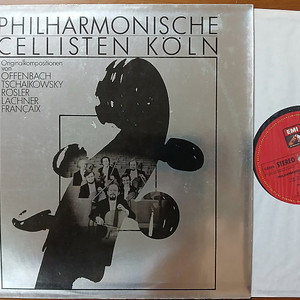 PHILHARMONISCHE
CELLISTEN KÖLN
Originalkompositionen
von
OFFENBACH
TSCHAIKOWSKY
RÖSLER
LACHNER
FRANÇAIX
EMI
STEREO